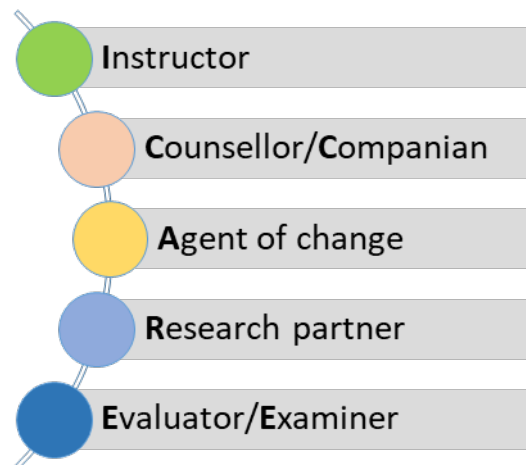 Instructor
Counsellor/Companian
Agent of change
Research partner
Evaluator/Examiner